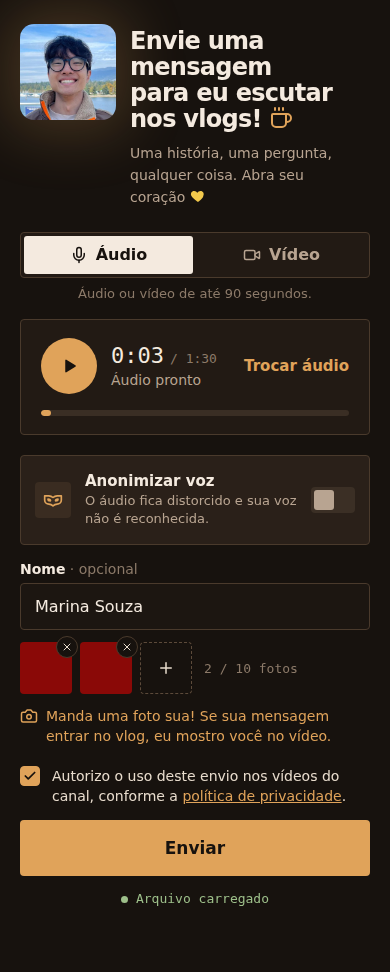 Envie uma
mensagem
para eu escutar
nos vlogs!
Uma história, uma pergunta,
qualquer coisa. Abra seu
coração 💛
Áudio
Vídeo
Áudio ou vídeo de até 90 segundos.
0:03 / 1:30
Áudio pronto
Trocar áudio
Anonimizar voz
O áudio fica distorcido e sua voz
não é reconhecida.
Nome · opcional
Marina Souza
2 / 10 fotos
Manda uma foto sua! Se sua mensagem
entrar no vlog, eu mostro você no vídeo.
Autorizo o uso deste envio nos vídeos do
canal, conforme a política de privacidade.
Enviar
Arquivo carregado